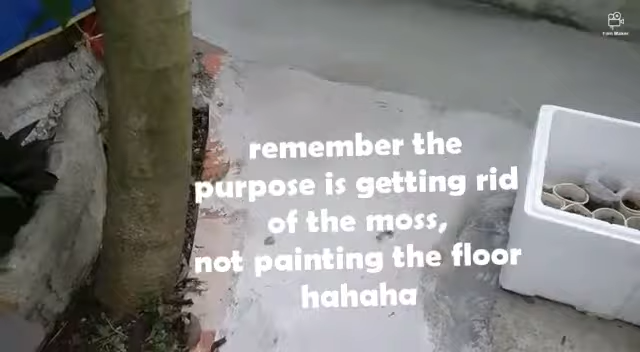 remember the
purpose is getting rid
of the moss,
not painting the floor
hahaha